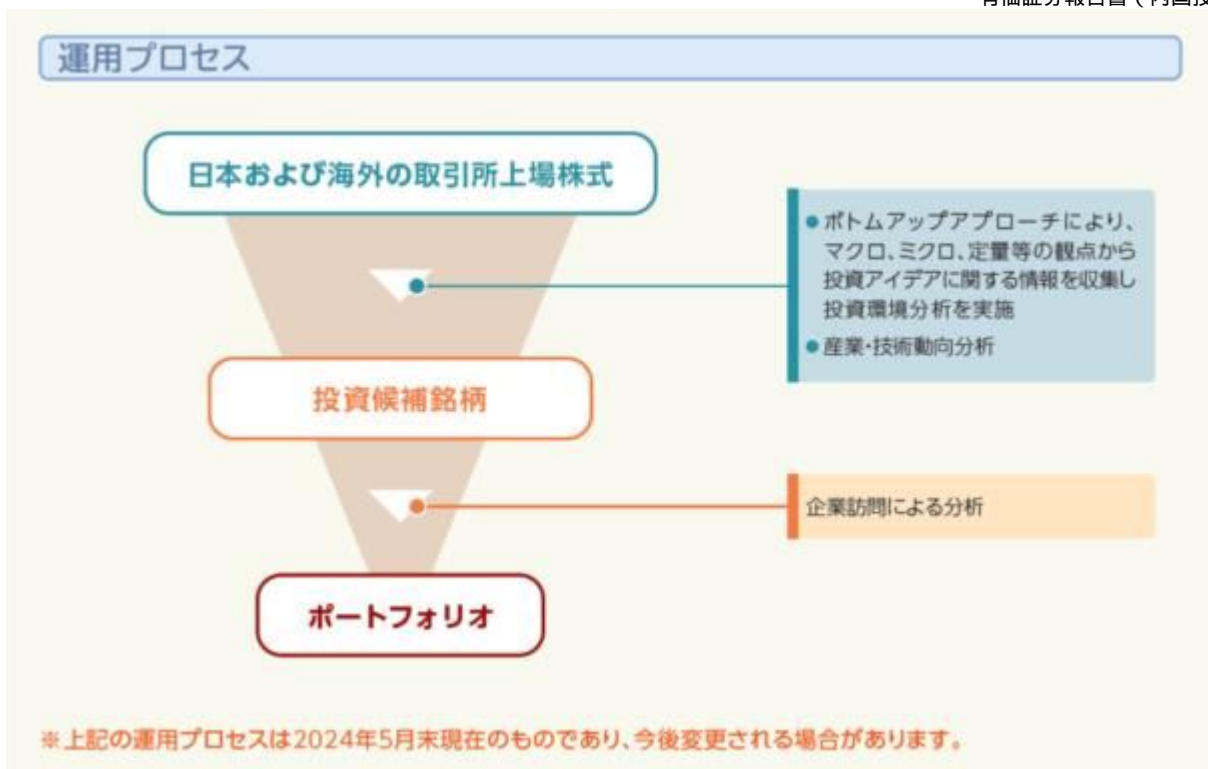 運用プロセス
日本および海外の取引所上場株式
●ボトムアップアプローチにより、
マクロ、ミクロ、定量等の観点から
投資アイデアに関する情報を収集し
投資環境分析を実施
●産業・技術動向分析
投資候補銘柄
企業訪問による分析
ポートフォリオ
※上記の運用プロセスは2024年5月末現在のものであり、今後変更される場合があります。